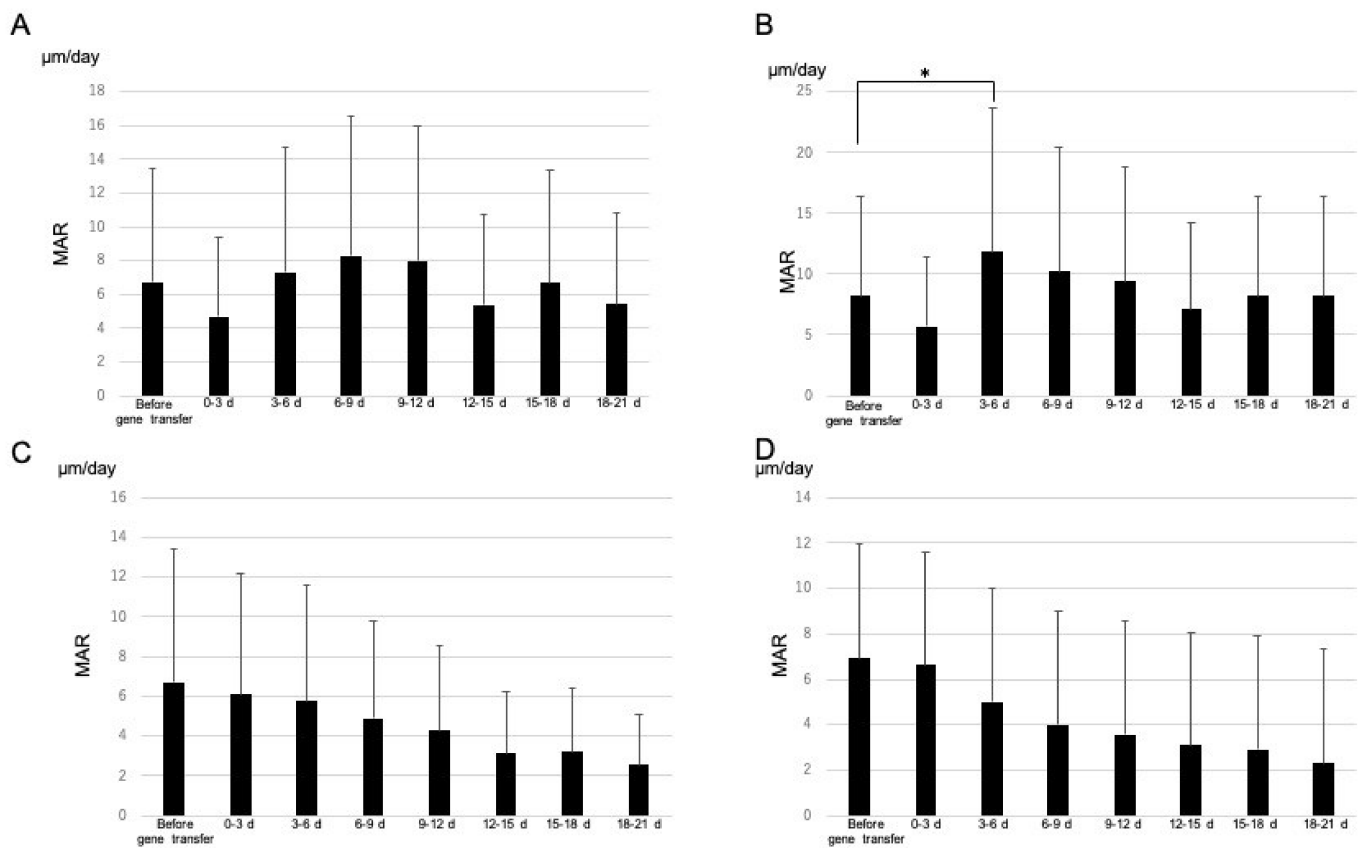 A
µm/day
MAR
18
16
14
12
10
8
6
4
2
0
Before
gene transfer
0-3 d
3-6 d
6-9 d
9-12 d
12-15 d
15-18 d
18-21 d
B
µm/day
*
MAR
25
20
15
10
5
0
Before
gene transfer
0-3 d
3-6 d
6-9 d
9-12 d
12-15 d
15-18 d
18-21 d
C
µm/day
MAR
16
14
12
10
8
6
4
2
0
Before
gene transfer
0-3 d
3-6 d
6-9 d
9-12 d
12-15 d
15-18 d
18-21 d
D
µm/day
MAR
14
12
10
8
6
4
2
0
Before
gene transfer
0-3 d
3-6 d
6-9 d
9-12 d
12-15 d
15-18 d
18-21 d